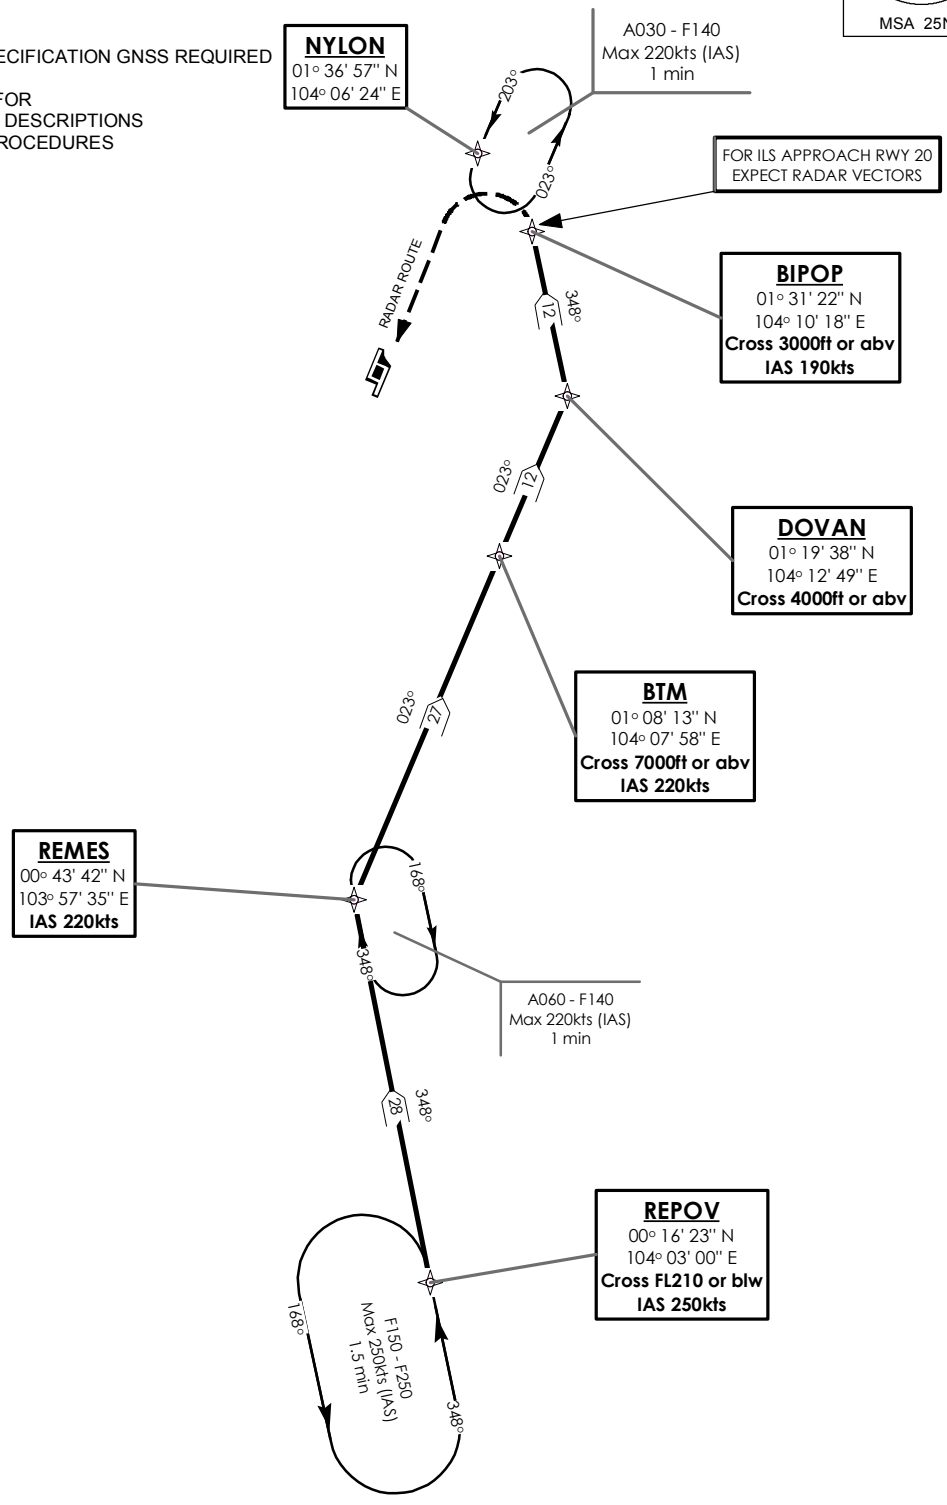 ECIFICATION GNSS REQUIRED
FOR
DESCRIPTIONS
ROCEDURES
MSA 25N
NYLON
01° 36' 57" N
104° 06' 24" E
A030 - F140
Max 220kts (IAS)
1 min
203°
023°
FOR ILS APPROACH RWY 20
EXPECT RADAR VECTORS
RADAR ROUTE
BIPOP
01° 31' 22" N
104° 10' 18" E
Cross 3000ft or abv
IAS 190kts
12
348°
023°
12
DOVAN
01° 19' 38" N
104° 12' 49" E
Cross 4000ft or abv
BTM
01° 08' 13" N
104° 07' 58" E
Cross 7000ft or abv
IAS 220kts
023°
27
REMES
00° 43' 42" N
103° 57' 35" E
IAS 220kts
168°
348°
A060 - F140
Max 220kts (IAS)
1 min
28
348°
REPOV
00° 16' 23" N
104° 03' 00" E
Cross FL210 or blw
IAS 250kts
168°
F150 - F250
Max 250kts (IAS)
1.5 min
348°